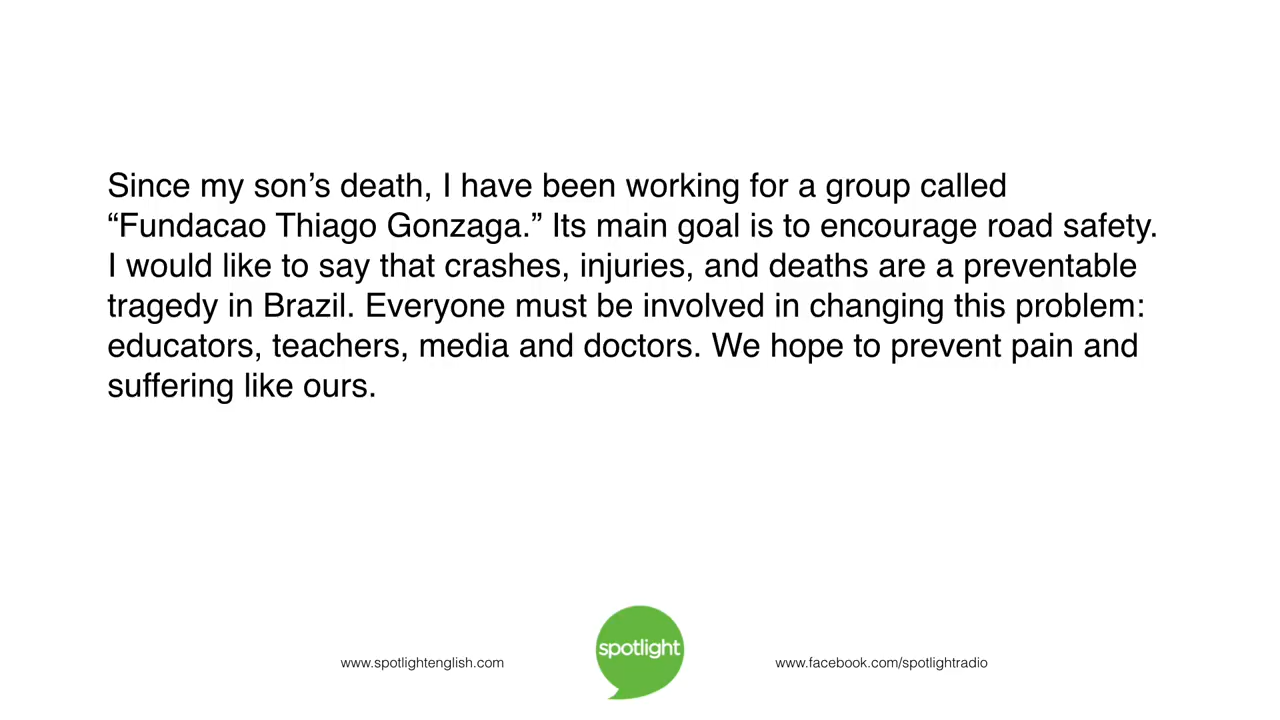 Since my son’s death, I have been working for a group called
“Fundacao Thiago Gonzaga.” Its main goal is to encourage road safety.
I would like to say that crashes, injuries, and deaths are a preventable
tragedy in Brazil. Everyone must be involved in changing this problem:
educators, teachers, media and doctors. We hope to prevent pain and
suffering like ours.
www.spotlightenglish.com
spotlight
www.facebook.com/spotlightradio